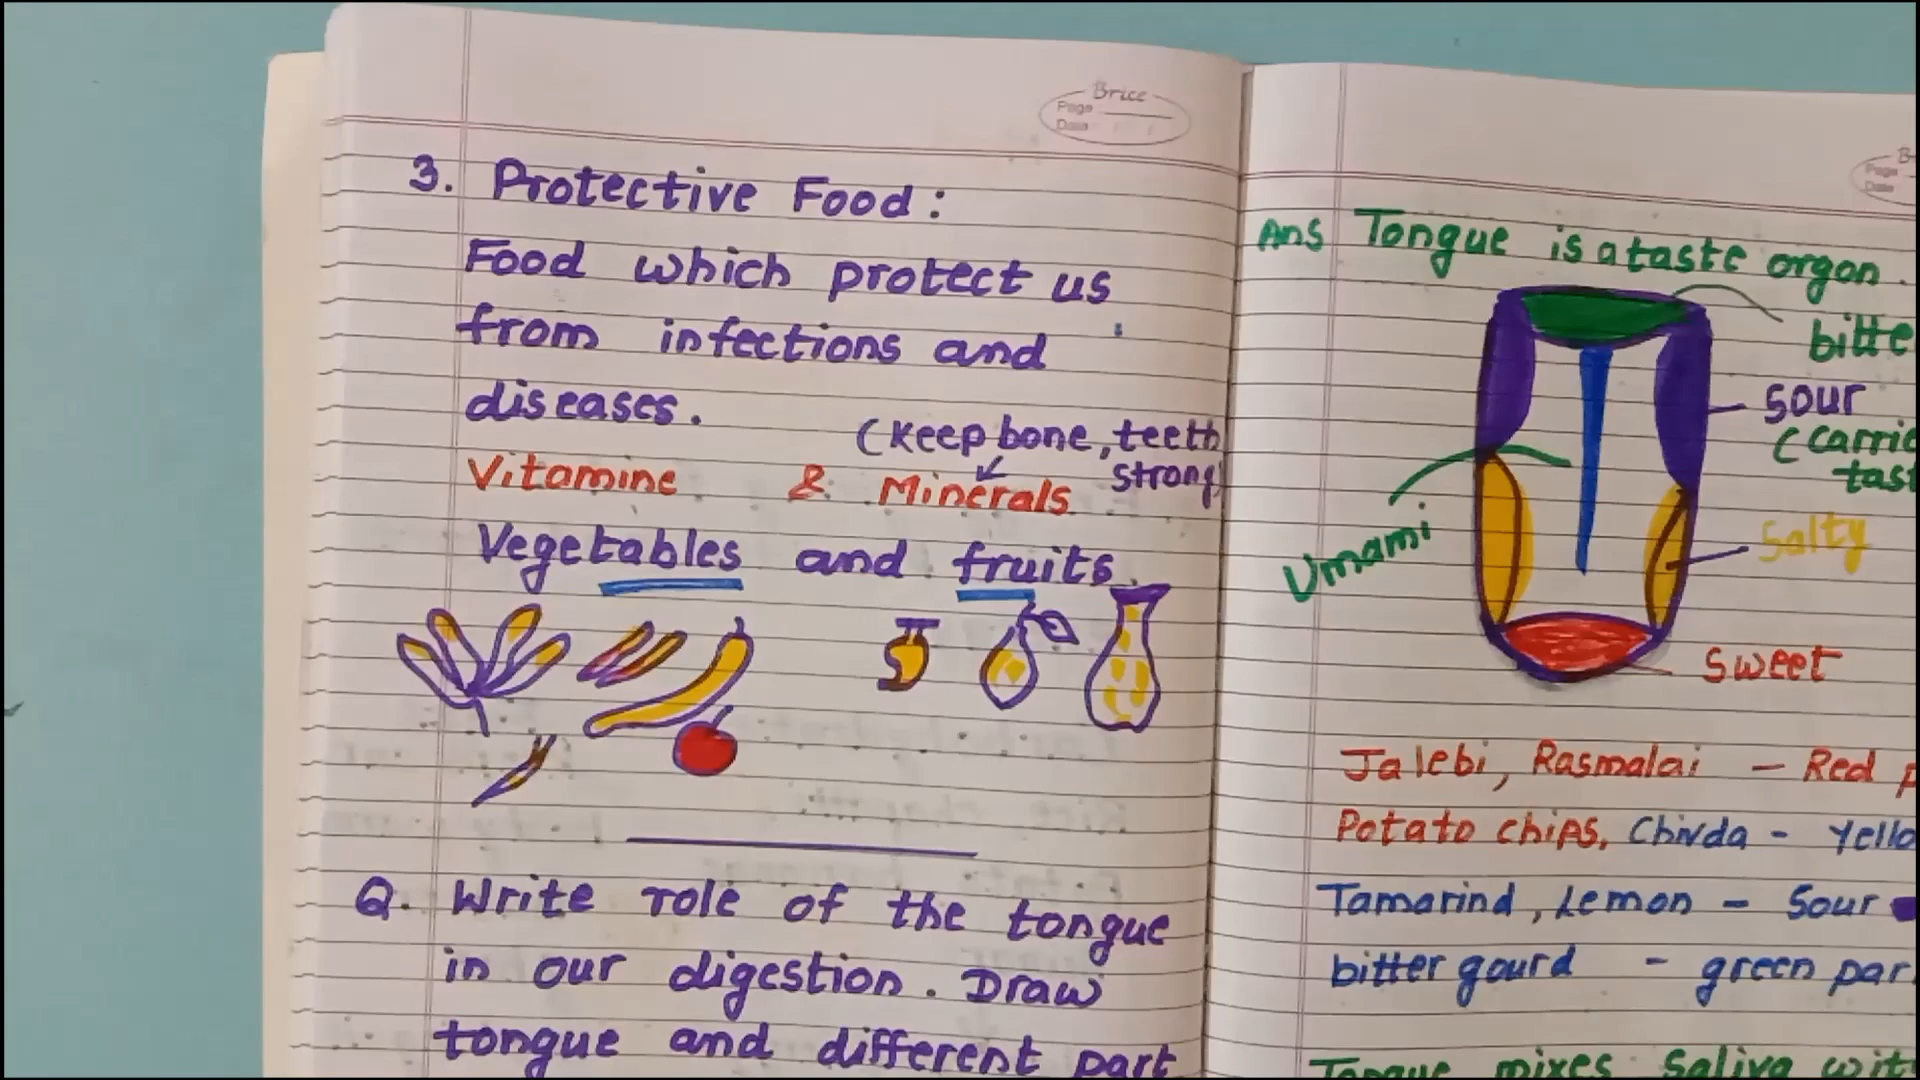 Brice
Page
Date
3. Protective Food:
Food which protect us
from infections and
diseases.
(Keep bone, teeth
strong)
Vitamine & Minerals
Vegetables and fruits.
Q. Write role of the tongue
in our digestion. Draw
tongue and different part
Page
Date
Ans Tongue is a taste organ.
bitte
Sour
(Carrie
tast
Umami
Salty
Sweet
Jalebi, Rasmalai - Red p
Potato chips, Chivda - Yello
Tamarind, Lemon - Sour
bitter gourd - green par
Tongue mixes saliva wit